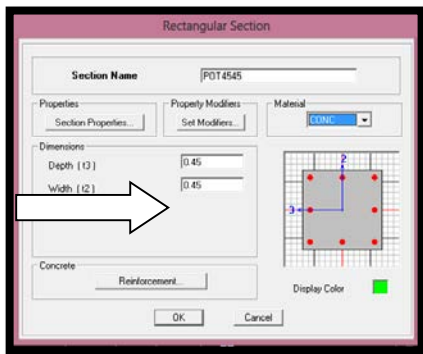 Rectangular Section
Section Name
POT4545
Properties
Section Properties...
Property Modifiers
Set Modifiers...
Material
CONC
Dimensions
Depth ( t3 )
0.45
Width ( t2 )
0.45
2
3
Concrete
Reinforcement...
Display Color
OK
Cancel